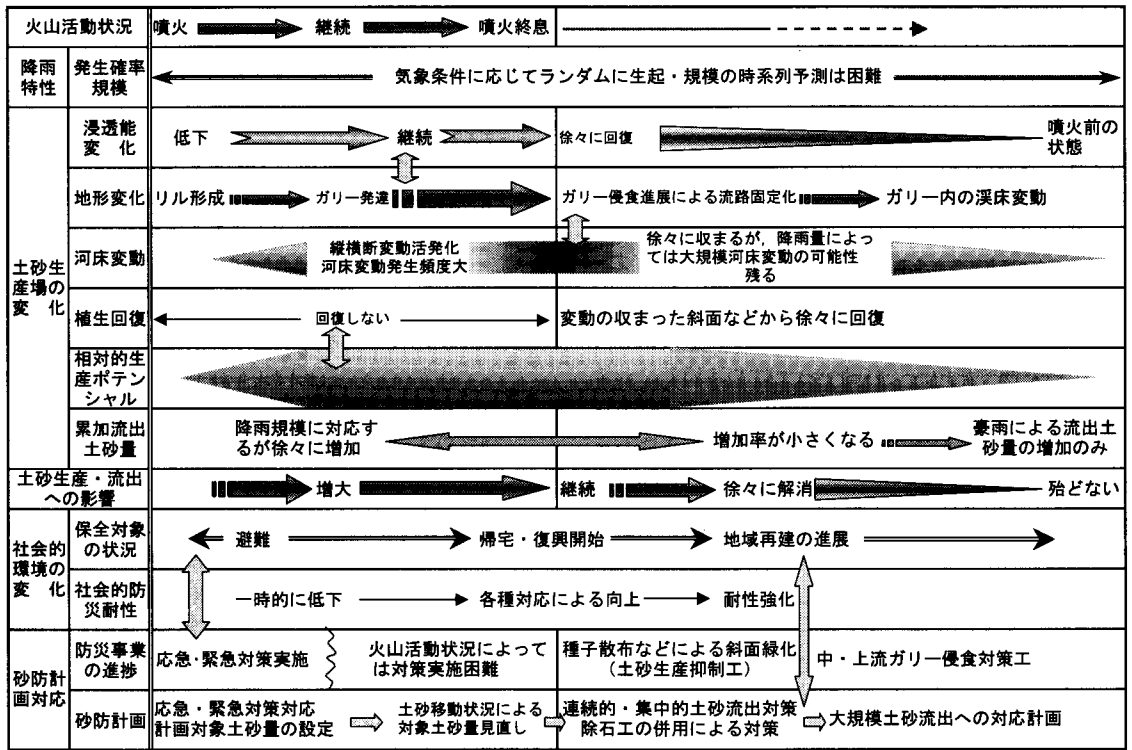 火山活動状況
噴火
継続
噴火終息
降雨
特性
発生確率
規模
気象条件に応じてランダムに生起・規模の時系列予測は困難
土砂生
産場の
変 化
浸透能
変 化
低下
継続
徐々に回復
噴火前の
状態
地形変化
リル形成
ガリー発達
ガリー侵食進展による流路固定化
ガリー内の渓床変動
河床変動
縦横断変動活発化
河床変動発生頻度大
徐々に収まるが，降雨量によっ
ては大規模河床変動の可能性
残る
植生回復
回復しない
変動の収まった斜面などから徐々に回復
相対的生
産ポテン
シャル
累加流出
土砂量
降雨規模に対応す
るが徐々に増加
増加率が小さくなる
豪雨による流出土
砂量の増加のみ
土砂生産・流出
への影響
増大
継続
徐々に解消
殆どない
社会的
環境の
変 化
保全対象
の状況
避難
帰宅・復興開始
地域再建の進展
社会的防
災耐性
一時的に低下
各種対応による向上
耐性強化
砂防計
画対応
防災事業
の進捗
応急・緊急対策実施
火山活動状況によって
は対策実施困難
種子散布などによる斜面緑化
（土砂生産抑制工）
中・上流ガリー侵食対策工
砂防計画
応急・緊急対策対応
計画対象土砂量の設定
土砂移動状況による
対象土砂量見直し
連続的・集中的土砂流出対策
除石工の併用による対策
大規模土砂流出への対応計画